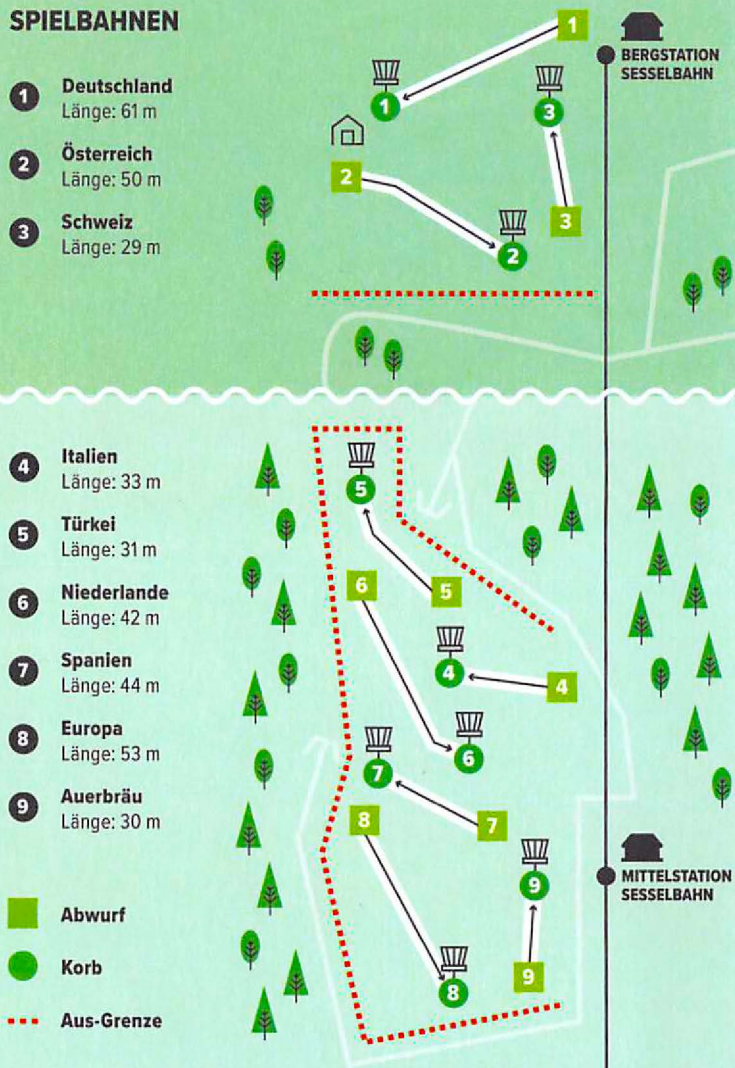 SPIELBAHNEN
1
Deutschland
Länge: 61 m
2
Österreich
Länge: 50 m
3
Schweiz
Länge: 29 m
1
BERGSTATION
SESSELBAHN
1
3
2
3
2
4
Italien
Länge: 33 m
5
Türkei
Länge: 31 m
6
Niederlande
Länge: 42 m
7
Spanien
Länge: 44 m
8
Europa
Länge: 53 m
9
Auerbräu
Länge: 30 m
5
6
5
4
4
6
7
8
7
9
MITTELSTATION
SESSELBAHN
9
8
Abwurf
Korb
Aus-Grenze